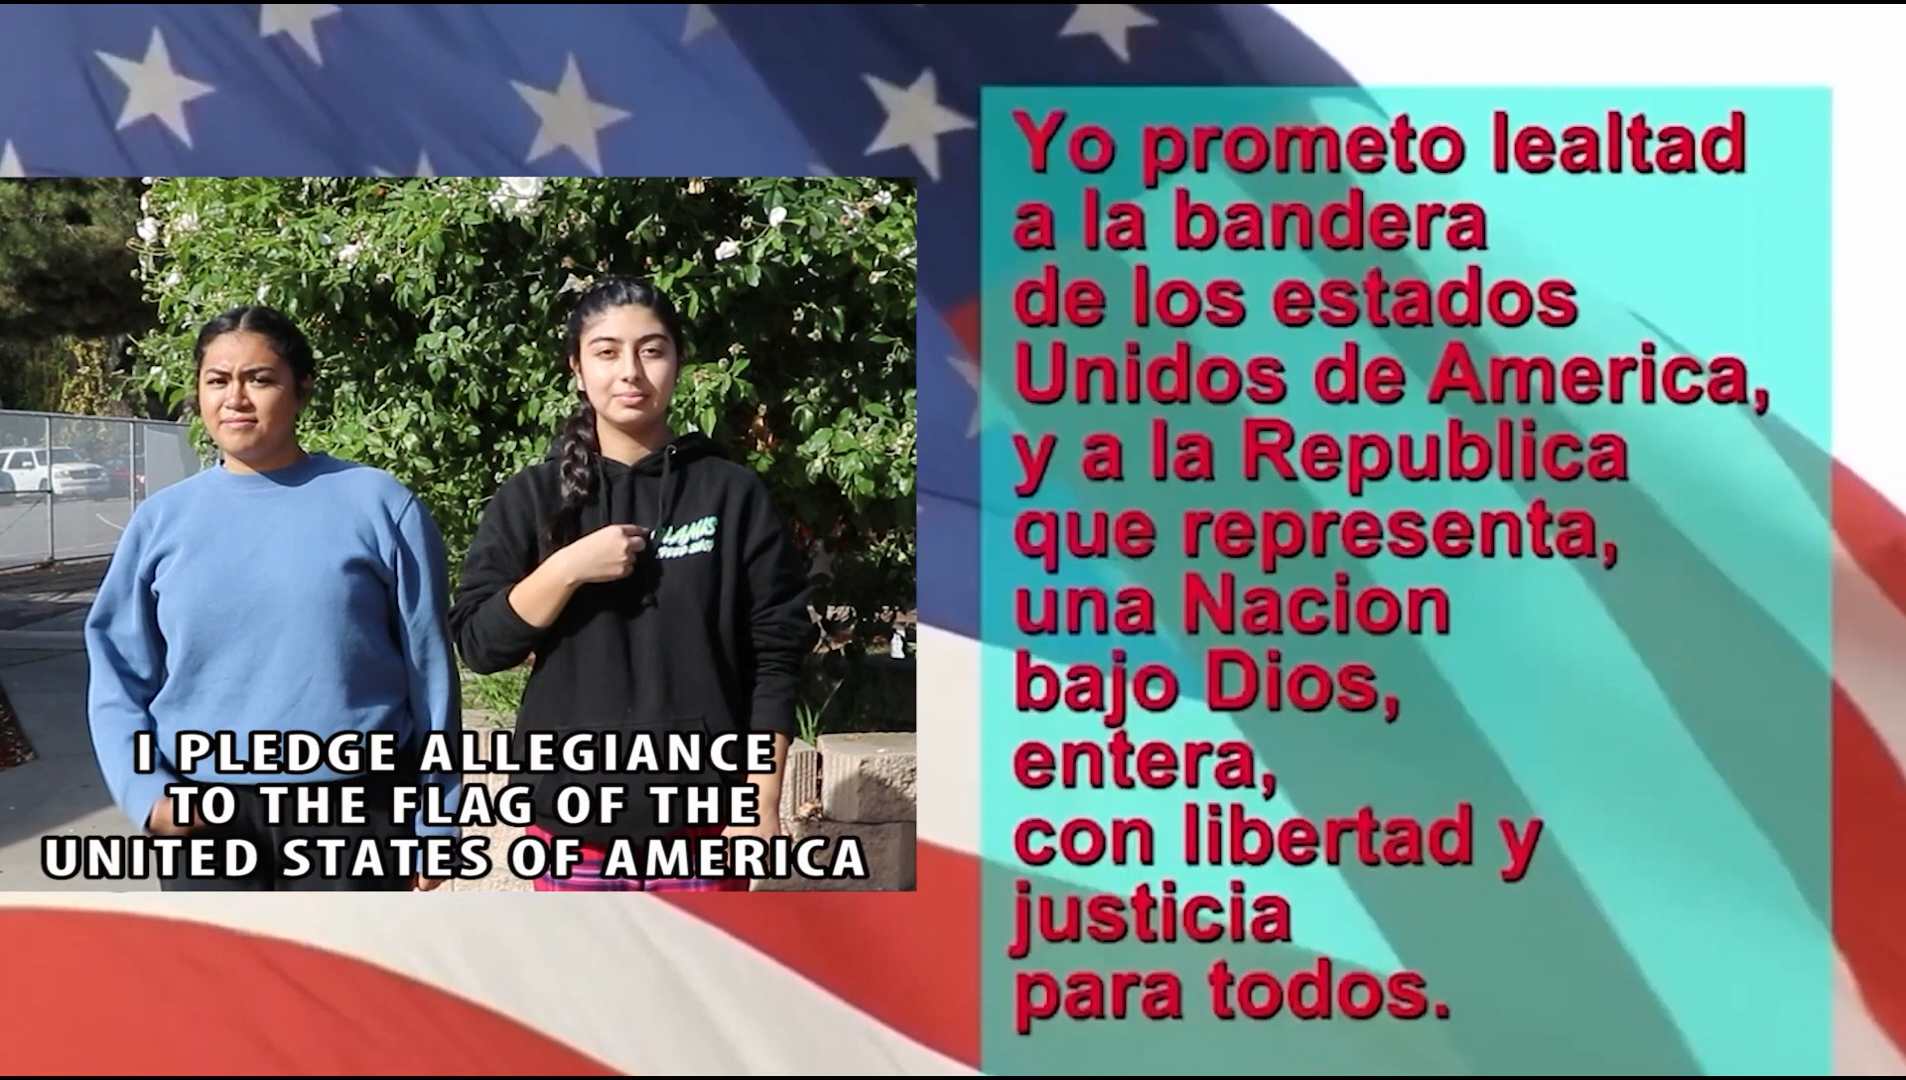 I PLEDGE ALLEGIANCE
TO THE FLAG OF THE
UNITED STATES OF AMERICA
Yo prometo lealtad
a la bandera
de los estados
Unidos de America,
y a la Republica
que representa,
una Nacion
bajo Dios,
entera,
con libertad y
justicia
para todos.